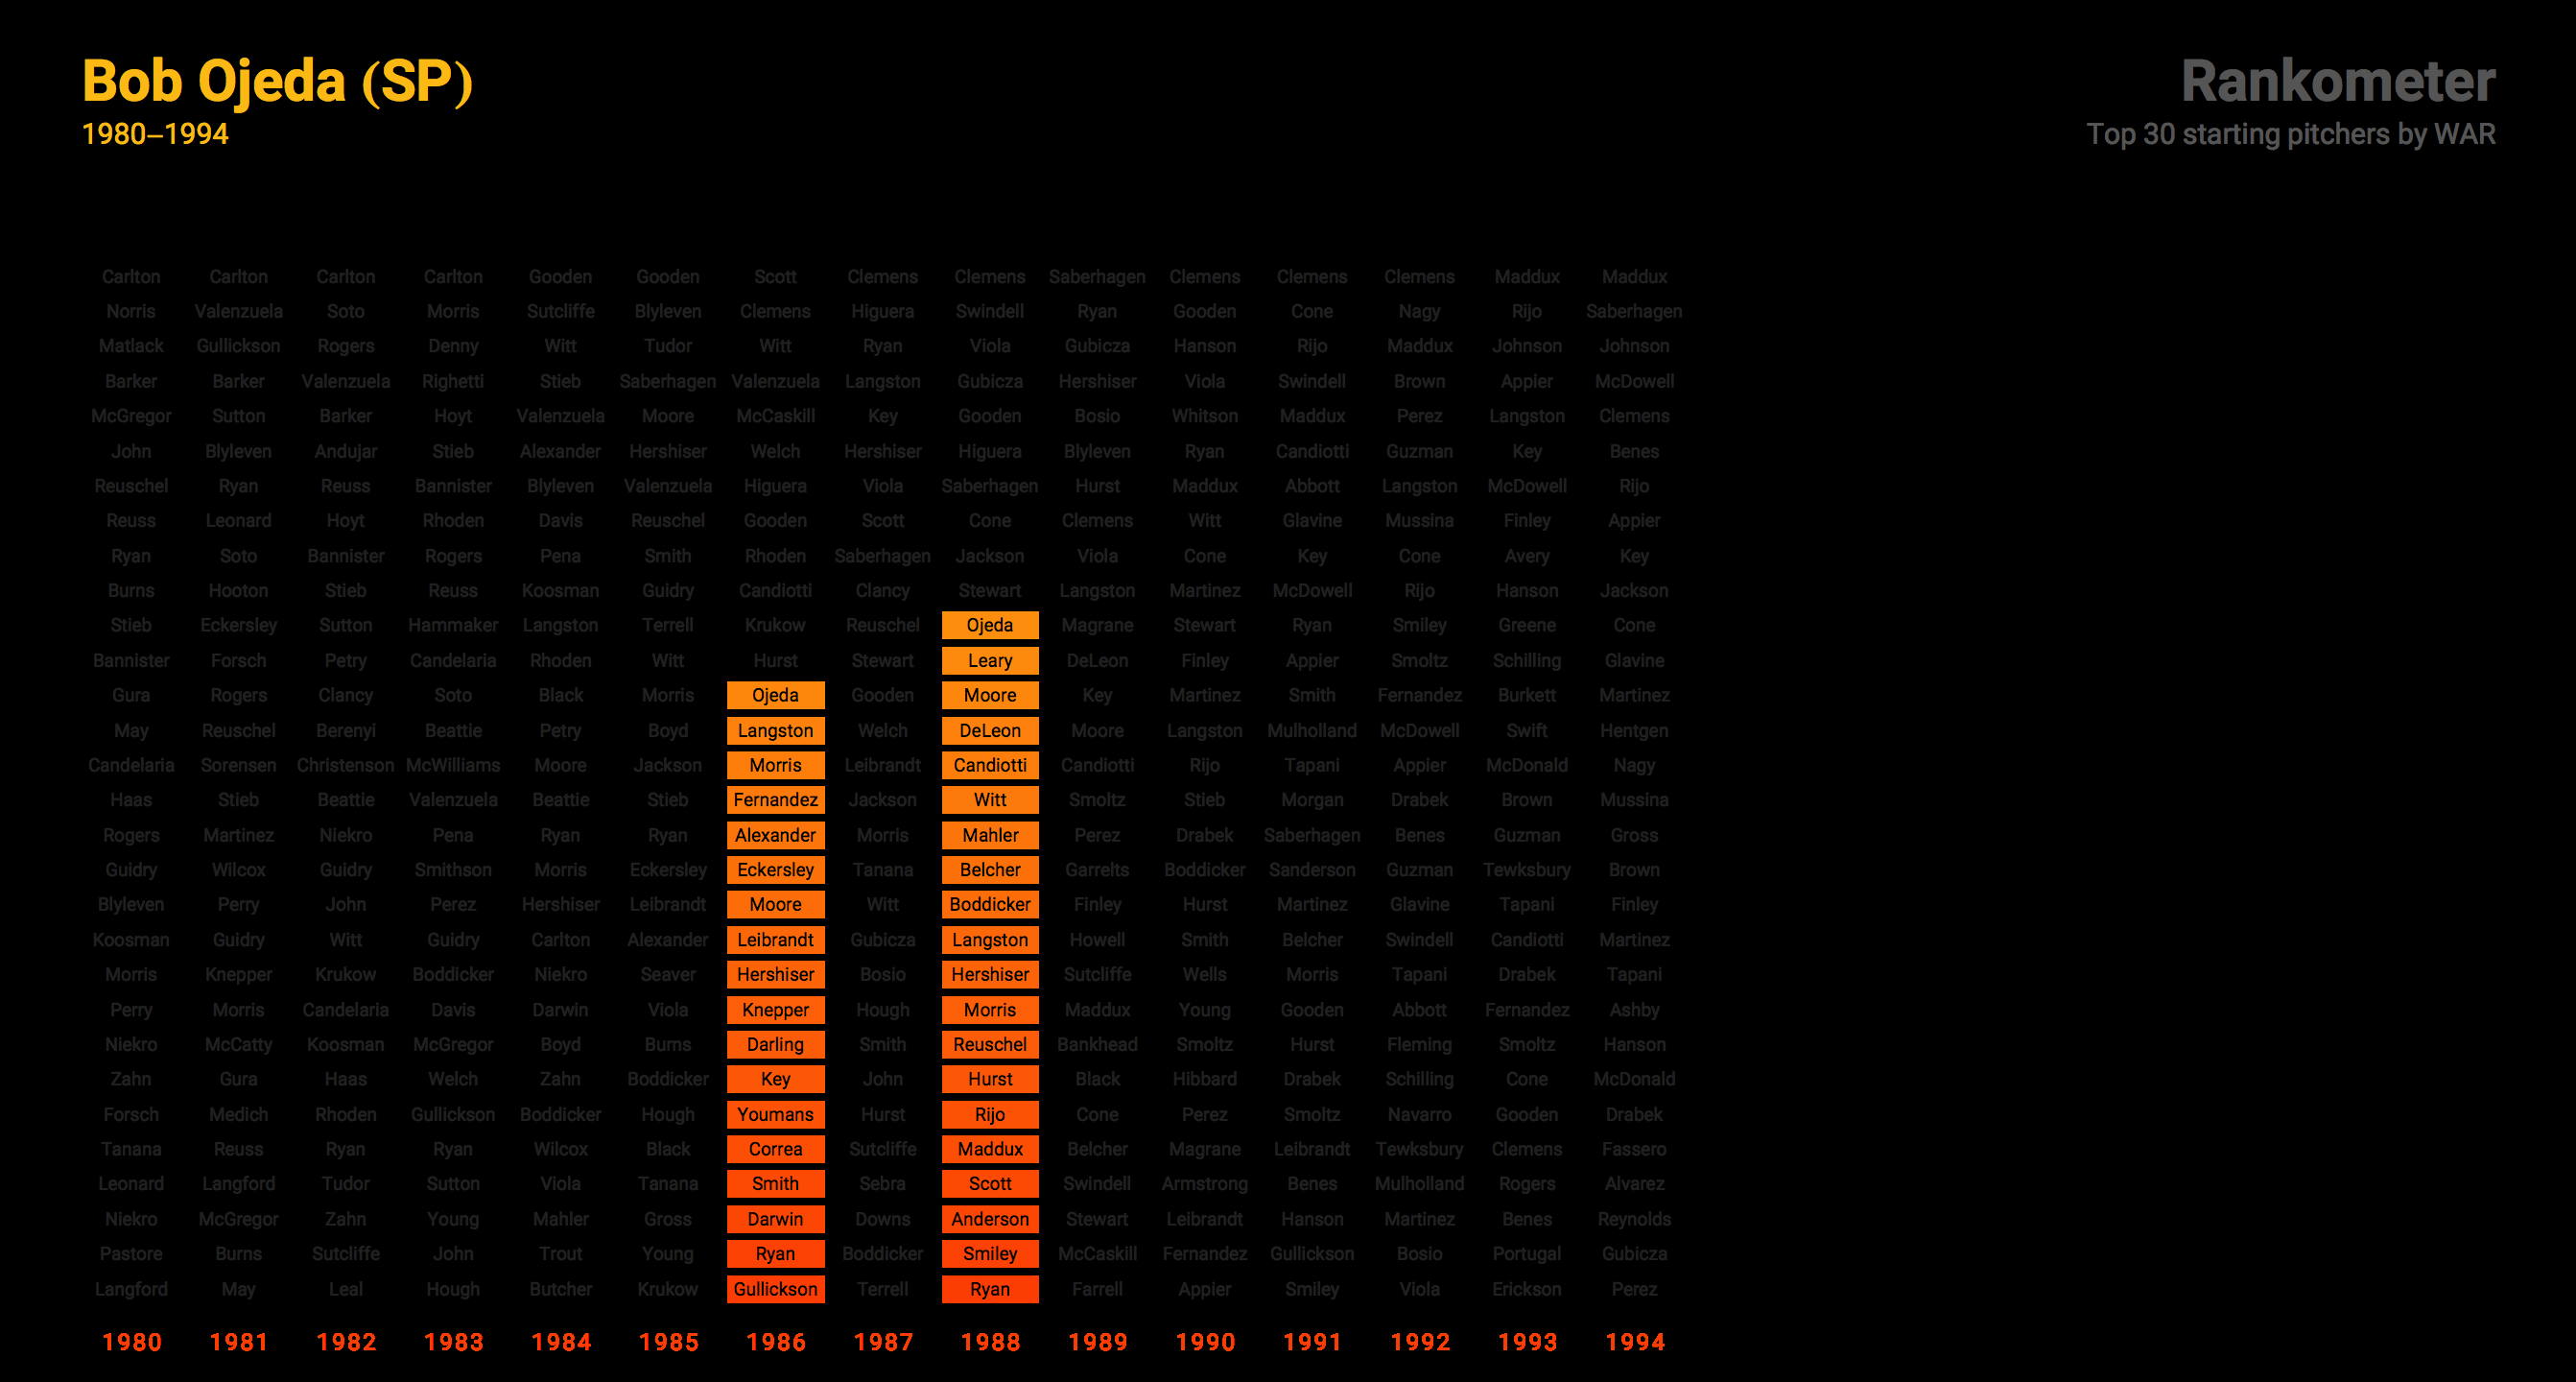 Bob Ojeda (SP)
1980–1994
Rankometer
Top 30 starting pitchers by WAR
Carlton Carlton Carlton Carlton Gooden Gooden Scott Clemens Clemens Saberhagen Clemens Clemens Clemens Maddux Maddux
Norris Valenzuela Soto Morris Sutcliffe Blyleven Clemens Higuera Swindell Ryan Gooden Cone Nagy Rijo Saberhagen
Matlack Gullickson Rogers Denny Witt Tudor Witt Ryan Viola Gubicza Hanson Rijo Maddux Johnson Johnson
Barker Barker Valenzuela Righetti Stieb Saberhagen Valenzuela Langston Gubicza Hershiser Viola Swindell Brown Appier McDowell
McGregor Sutton Barker Hoyt Valenzuela Moore McCaskill Key Gooden Bosio Whitson Maddux Perez Langston Clemens
John Blyleven Andujar Stieb Alexander Hershiser Welch Hershiser Higuera Blyleven Ryan Candiotti Guzman Key Benes
Reuschel Ryan Reuss Bannister Blyleven Valenzuela Higuera Viola Saberhagen Hurst Maddux Abbott Langston McDowell Rijo
Reuss Leonard Hoyt Rhoden Davis Reuschel Gooden Scott Cone Clemens Witt Glavine Mussina Finley Appier
Ryan Soto Bannister Rogers Pena Smith Rhoden Saberhagen Jackson Viola Cone Key Cone Avery Key
Burns Hooton Stieb Reuss Koosman Guidry Candiotti Clancy Stewart Langston Martinez McDowell Rijo Hanson Jackson
Stieb Eckersley Sutton Hammaker Langston Terrell Krukow Reuschel Ojeda Magrane Stewart Ryan Smiley Greene Cone
Bannister Forsch Petry Candelaria Rhoden Witt Hurst Stewart Leary DeLeon Finley Appier Smoltz Schilling Glavine
Gura Rogers Clancy Soto Black Morris Ojeda Gooden Moore Key Martinez Smith Fernandez Burkett Martinez
May Reuschel Berenyi Beattie Petry Boyd Langston Welch DeLeon Moore Langston Mulholland McDowell Swift Hentgen
Candelaria Sorensen Christenson McWilliams Moore Jackson Morris Leibrandt Candiotti Candiotti Rijo Tapani Appier McDonald Nagy
Haas Stieb Beattie Valenzuela Beattie Stieb Fernandez Jackson Witt Smoltz Stieb Morgan Drabek Brown Mussina
Rogers Martinez Niekro Pena Ryan Ryan Alexander Morris Mahler Perez Drabek Saberhagen Benes Guzman Gross
Guidry Wilcox Guidry Smithson Morris Eckersley Eckersley Tanana Belcher Garrelts Boddicker Sanderson Guzman Tewksbury Brown
Blyleven Perry John Perez Hershiser Leibrandt Moore Witt Boddicker Finley Hurst Martinez Glavine Tapani Finley
Koosman Guidry Witt Guidry Carlton Alexander Leibrandt Gubicza Langston Howell Smith Belcher Swindell Candiotti Martinez
Morris Knepper Krukow Boddicker Niekro Seaver Hershiser Bosio Hershiser Sutcliffe Wells Morris Tapani Drabek Tapani
Perry Morris Candelaria Davis Darwin Viola Knepper Hough Morris Maddux Young Gooden Abbott Fernandez Ashby
Niekro McCatty Koosman McGregor Boyd Burns Darling Smith Reuschel Bankhead Smoltz Hurst Fleming Smoltz Hanson
Zahn Gura Haas Welch Zahn Boddicker Key John Hurst Black Hibbard Drabek Schilling Cone McDonald
Forsch Medich Rhoden Gullickson Boddicker Hough Youmans Hurst Rijo Cone Perez Smoltz Navarro Gooden Drabek
Tanana Reuss Ryan Ryan Wilcox Black Correa Sutcliffe Maddux Belcher Magrane Leibrandt Tewksbury Clemens Fassero
Leonard Langford Tudor Sutton Viola Tanana Smith Sebra Scott Swindell Armstrong Benes Mulholland Rogers Alvarez
Niekro McGregor Zahn Young Mahler Gross Darwin Downs Anderson Stewart Leibrandt Hanson Martinez Benes Reynolds
Pastore Burns Sutcliffe John Trout Young Ryan Boddicker Smiley McCaskill Fernandez Gullickson Bosio Portugal Gubicza
Langford May Leal Hough Butcher Krukow Gullickson Terrell Ryan Farrell Appier Smiley Viola Erickson Perez
1980 1981 1982 1983 1984 1985 1986 1987 1988 1989 1990 1991 1992 1993 1994